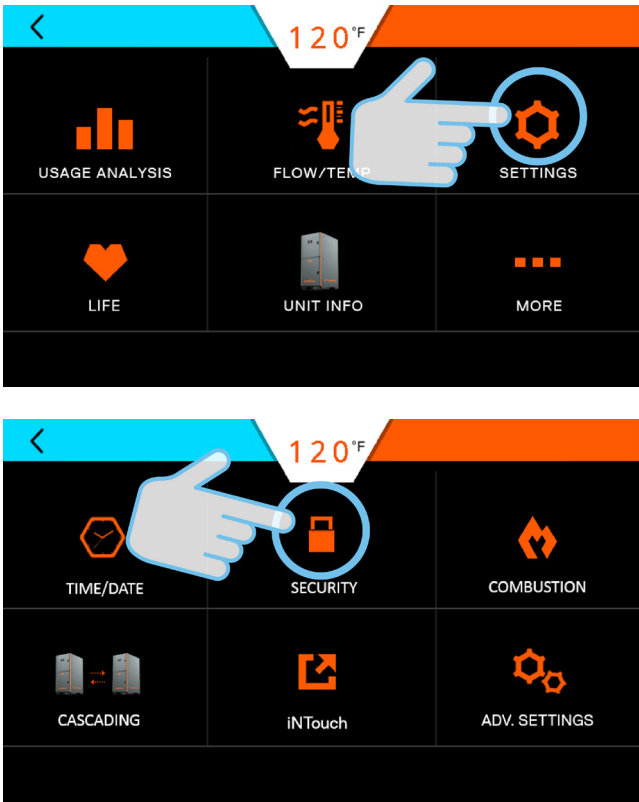 120°F
USAGE ANALYSIS
FLOW/TEMP
SETTINGS
LIFE
UNIT INFO
MORE
120°F
TIME/DATE
SECURITY
COMBUSTION
CASCADING
iNTouch
ADV. SETTINGS